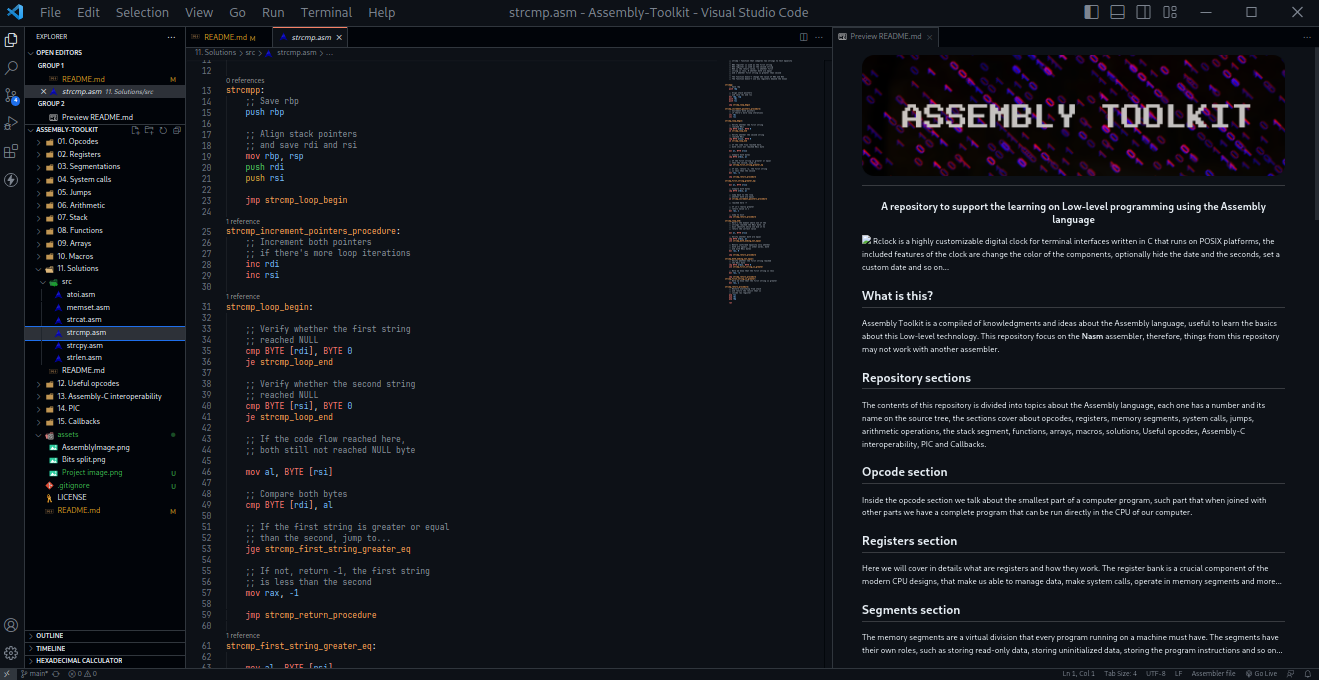 File Edit Selection View Go Run Terminal Help
strcmp.asm - Assembly-Toolkit - Visual Studio Code
EXPLORER
OPEN EDITORS
GROUP 1
README.md M
strcmp.asm 11. Solutions/src
GROUP 2
Preview README.md
ASSEMBLY-TOOLKIT
01. Opcodes
02. Registers
03. Segmentations
04. System calls
05. Jumps
06. Arithmetic
07. Stack
08. Functions
09. Arrays
10. Macros
11. Solutions
src
atoi.asm
memset.asm
strcat.asm
strcmp.asm
strcpy.asm
strlen.asm
README.md
12. Useful opcodes
13. Assembly-C interoperability
14. PIC
15. Callbacks
assets
AssemblyImage.png
Bits split.png
Project image.png U
.gitignore U
LICENSE
README.md M
OUTLINE
TIMELINE
HEXADECIMAL CALCULATOR
README.md M
strcmp.asm
11. Solutions > src > strcmp.asm > ...
11
12
0 references
13 strcmpp:
14 ;; Save rbp
15 push rbp
16
17 ;; Align stack pointers
18 ;; and save rdi and rsi
19 mov rbp, rsp
20 push rdi
21 push rsi
22
23 jmp strcmp_loop_begin
24
1 reference
25 strcmp_increment_pointers_procedure:
26 ;; Increment both pointers
27 ;; if there's more loop iterations
28 inc rdi
29 inc rsi
30
1 reference
31 strcmp_loop_begin:
32
33 ;; Verify whether the first string
34 ;; reached NULL
35 cmp BYTE [rdi], BYTE 0
36 je strcmp_loop_end
37
38 ;; Verify whether the second string
39 ;; reached NULL
40 cmp BYTE [rsi], BYTE 0
41 je strcmp_loop_end
42
43 ;; If the code flow reached here,
44 ;; both still not reached NULL byte
45
46 mov al, BYTE [rsi]
47
48 ;; Compare both bytes
49 cmp BYTE [rdi], al
50
51 ;; If the first string is greater or equal
52 ;; than the second, jump to...
53 jge strcmp_first_string_greater_eq
54
55 ;; If not, return -1, the first string
56 ;; is less than the second
57 mov rax, -1
58
59 jmp strcmp_return_procedure
60
1 reference
61 strcmp_first_string_greater_eq:
62
63 mov al, BYTE [rsi]
Preview README.md
ASSEMBLY TOOLKIT
A repository to support the learning on Low-level programming using the Assembly
language
Rclock is a highly customizable digital clock for terminal interfaces written in C that runs on POSIX platforms, the
included features of the clock are change the color of the components, optionally hide the date and the seconds, set a
custom date and so on...
What is this?
Assembly Toolkit is a compiled of knowledgments and ideas about the Assembly language, useful to learn the basics
about this Low-level technology. This repository focus on the Nasm assembler, therefore, things from this repository
may not work with another assembler.
Repository sections
The contents of this repository is divided into topics about the Assembly language, each one has a number and its
name on the source tree, the sections cover about opcodes, registers, memory segments, system calls, jumps,
arithmetic operations, the stack segment, functions, arrays, macros, solutions, Useful opcodes, Assembly-C
interoperability, PIC and Callbacks.
Opcode section
Inside the opcode section we talk about the smallest part of a computer program, such part that when joined with
other parts we have a complete program that can be run directly in the CPU of our computer.
Registers section
Here we will cover in details what are registers and how they work. The register bank is a crucial component of the
modern CPU designs, that make us able to manage data, make system calls, operate in memory segments and more...
Segments section
The memory segments are a virtual division that every program running on a machine must have. The segments have
their own roles, such as storing read-only data, storing uninitialized data, storing the program instructions and so on...
main* 0 0
Ln 1, Col 1 Tab Size: 4 UTF-8 LF Assembler file Go Live